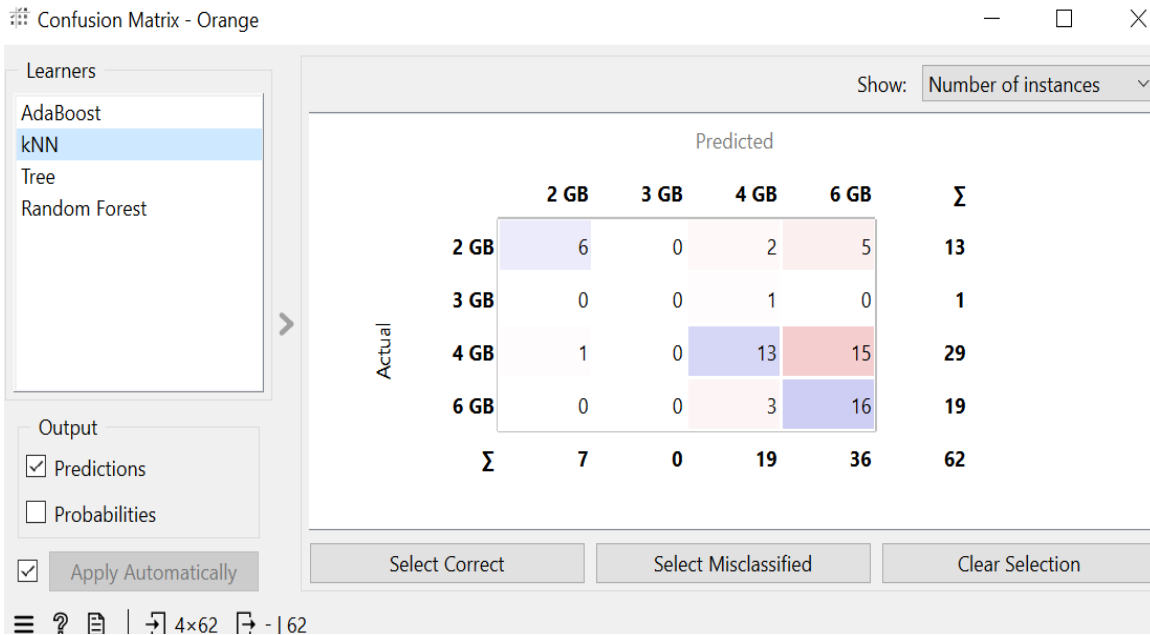 Confusion Matrix - Orange
Learners
AdaBoost
kNN
Tree
Random Forest
Output
Predictions
Probabilities
Apply Automatically
Show: Number of instances
Predicted
2 GB 3 GB 4 GB 6 GB ∑
Actual
2 GB 6 0 2 5 13
3 GB 0 0 1 0 1
4 GB 1 0 13 15 29
6 GB 0 0 3 16 19
∑ 7 0 19 36 62
Select Correct Select Misclassified Clear Selection
? 4×62 - | 62